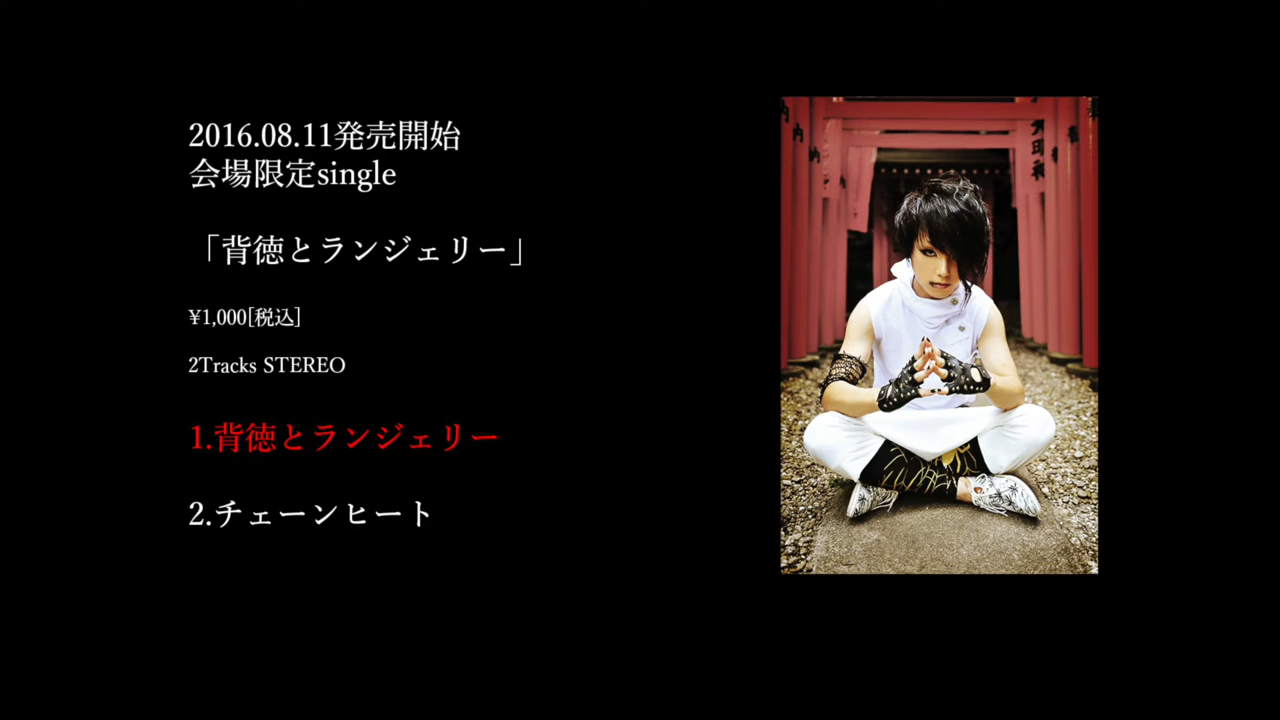 2016.08.11発売開始
会場限定single
「背徳とランジェリー」
¥1,000[税込]
2Tracks STEREO
1.背徳とランジェリー
2.チェーンヒート